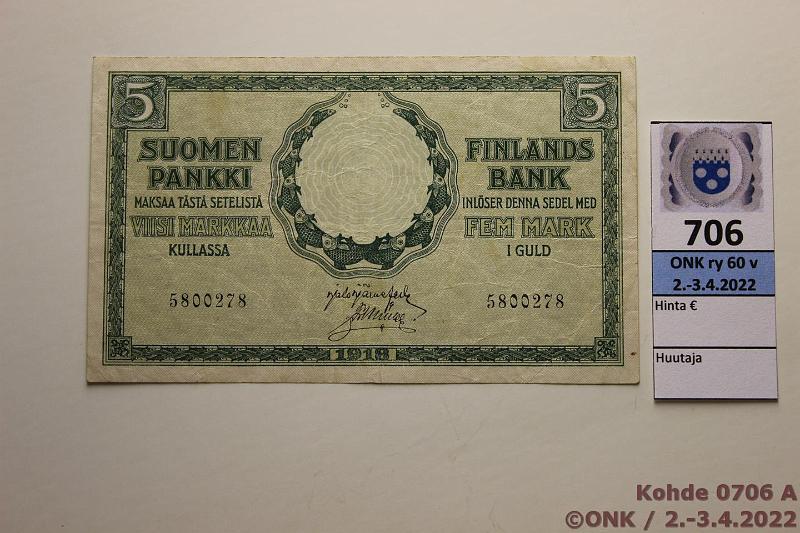 5
5
SUOMEN
PANKKI
MAKSAA TÄSTÄ SETELISTÄ
VIISI MARKKAA
KULLASSA
FINLANDS
BANK
INLÖSER DENNA SEDEL MED
FEM MARK
I GULD
5800278
5800278
1918
706
ONK ry 60 v
2.-3.4.2022
Hinta €
Huutaja
Kohde 0706 A
©ONK / 2.-3.4.2022